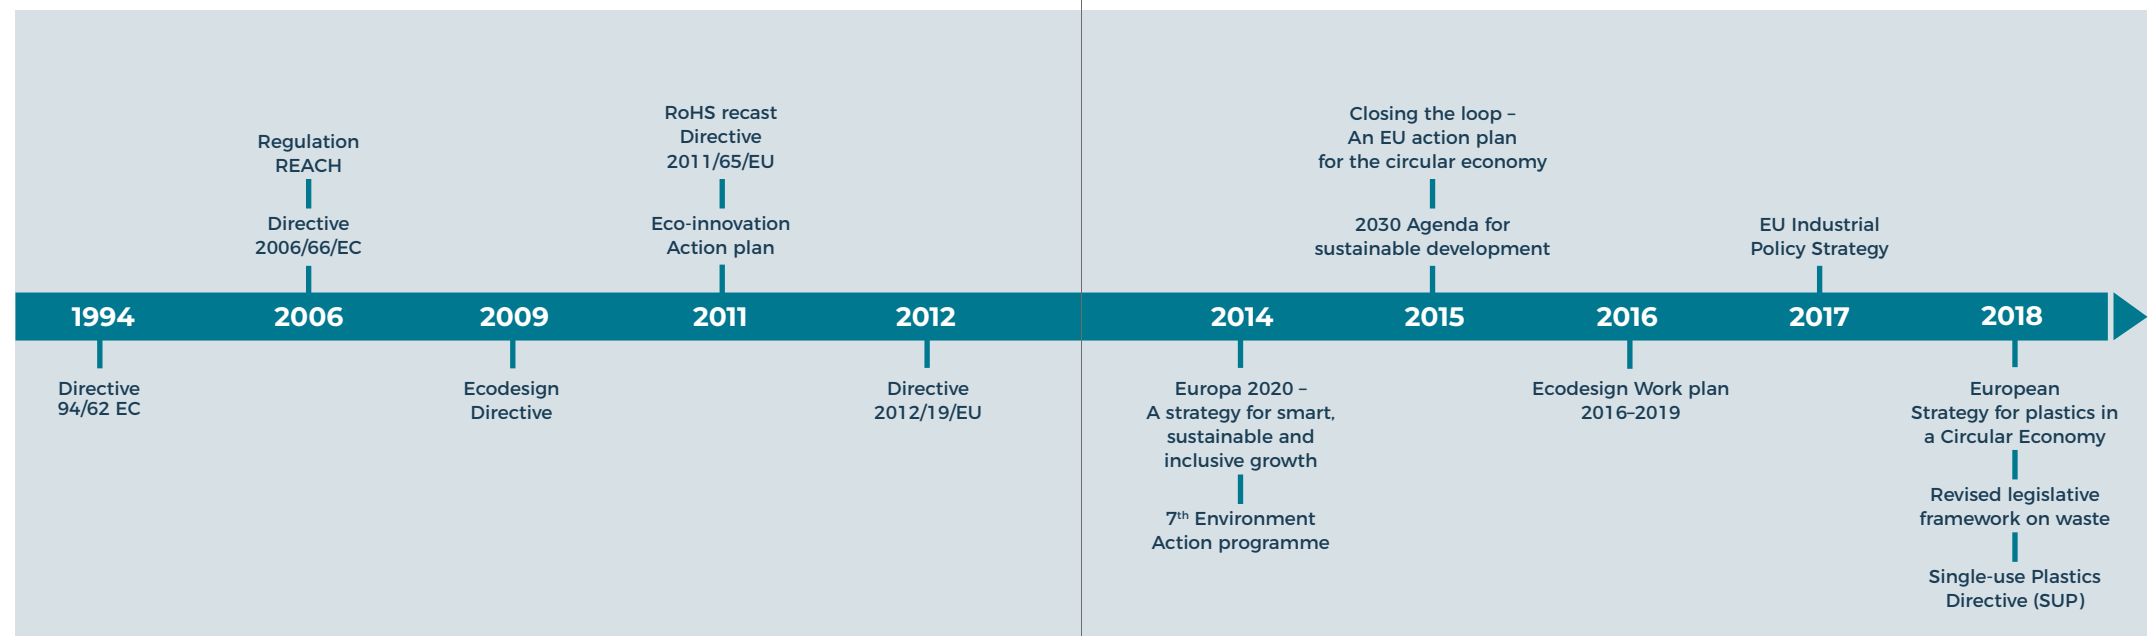 RoHS recast
Directive
2011/65/EU
Closing the loop –
An EU action plan
for the circular economy
Regulation
REACH
Directive
2006/66/EC
Eco-innovation
Action plan
2030 Agenda for
sustainable development
EU Industrial
Policy Strategy
1994
2006
2009
2011
2012
2014
2015
2016
2017
2018
Directive
94/62 EC
Ecodesign
Directive
Directive
2012/19/EU
Europa 2020 –
A strategy for smart,
sustainable and
inclusive growth
7th Environment
Action programme
Ecodesign Work plan
2016–2019
European
Strategy for plastics in
a Circular Economy
Revised legislative
framework on waste
Single-use Plastics
Directive (SUP)